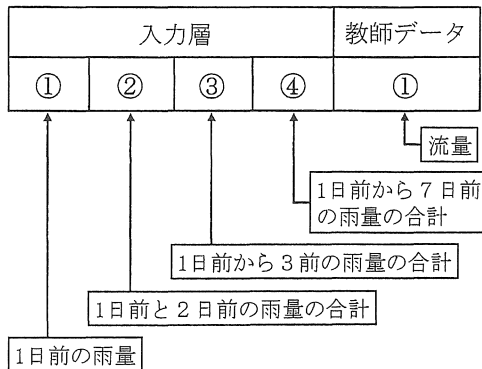 入力層 教師データ
① ② ③ ④ ①
流量
1日前から7日前
の雨量の合計
1日前から3前の雨量の合計
1日前と2日前の雨量の合計
1日前の雨量